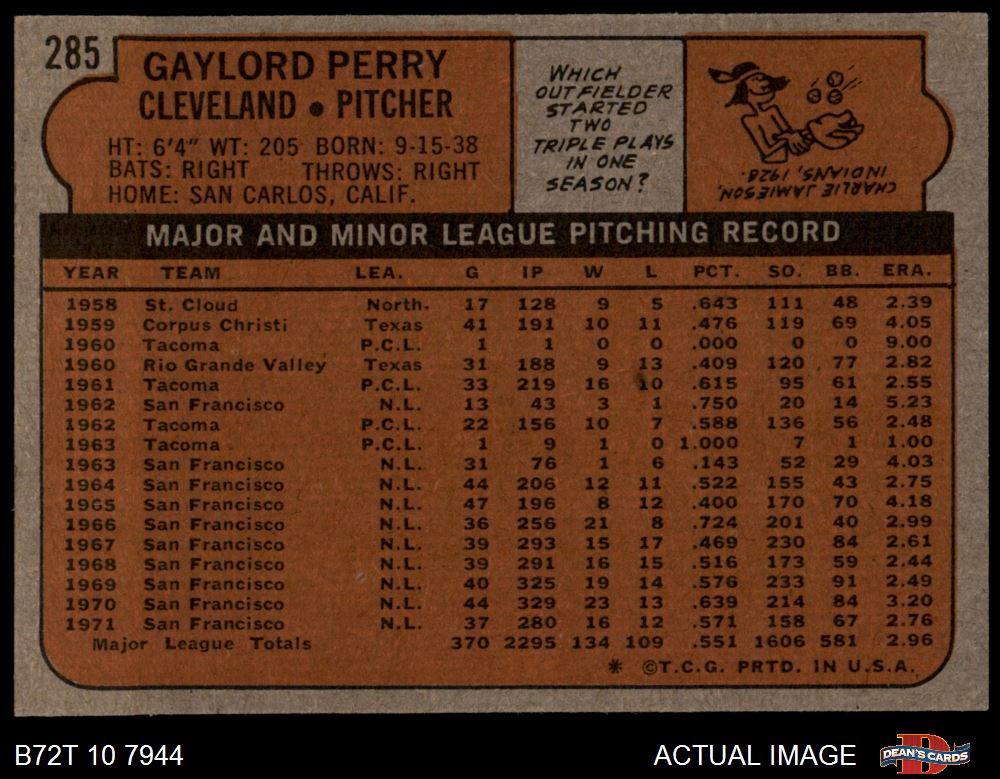 285
GAYLORD PERRY
CLEVELAND • PITCHER
HT: 6'4" WT: 205 BORN: 9-15-38
BATS: RIGHT THROWS: RIGHT
HOME: SAN CARLOS, CALIF.
WHICH
OUTFIELDER
STARTED
TWO
TRIPLE PLAYS
IN ONE
SEASON?
CHARLIE JAMIESON,
INDIANS, 1928.
MAJOR AND MINOR LEAGUE PITCHING RECORD
YEAR TEAM LEA. G IP W L PCT. SO. BB. ERA.
1958 St. Cloud North. 17 128 9 5 .643 111 48 2.39
1959 Corpus Christi Texas 41 191 10 11 .476 119 69 4.05
1960 Tacoma P.C.L. 1 1 0 0 .000 0 0 9.00
1960 Rio Grande Valley Texas 31 188 9 13 .409 120 77 2.82
1961 Tacoma P.C.L. 33 219 16 10 .615 95 61 2.55
1962 San Francisco N.L. 13 43 3 1 .750 20 14 5.23
1962 Tacoma P.C.L. 22 156 10 7 .588 136 56 2.48
1963 Tacoma P.C.L. 1 9 1 0 1.000 7 1 1.00
1963 San Francisco N.L. 31 76 1 6 .143 52 29 4.03
1964 San Francisco N.L. 44 206 12 11 .522 155 43 2.75
1965 San Francisco N.L. 47 196 8 12 .400 170 70 4.18
1966 San Francisco N.L. 36 256 21 8 .724 201 40 2.99
1967 San Francisco N.L. 39 293 15 17 .469 230 84 2.61
1968 San Francisco N.L. 39 291 16 15 .516 173 59 2.44
1969 San Francisco N.L. 40 325 19 14 .576 233 91 2.49
1970 San Francisco N.L. 44 329 23 13 .639 214 84 3.20
1971 San Francisco N.L. 37 280 16 12 .571 158 67 2.76
Major League Totals 370 2295 134 109 .551 1606 581 2.96
* ©T.C.G. PRTD. IN U.S.A.
B72T 10 7944
ACTUAL IMAGE
DEAN'S CARDS